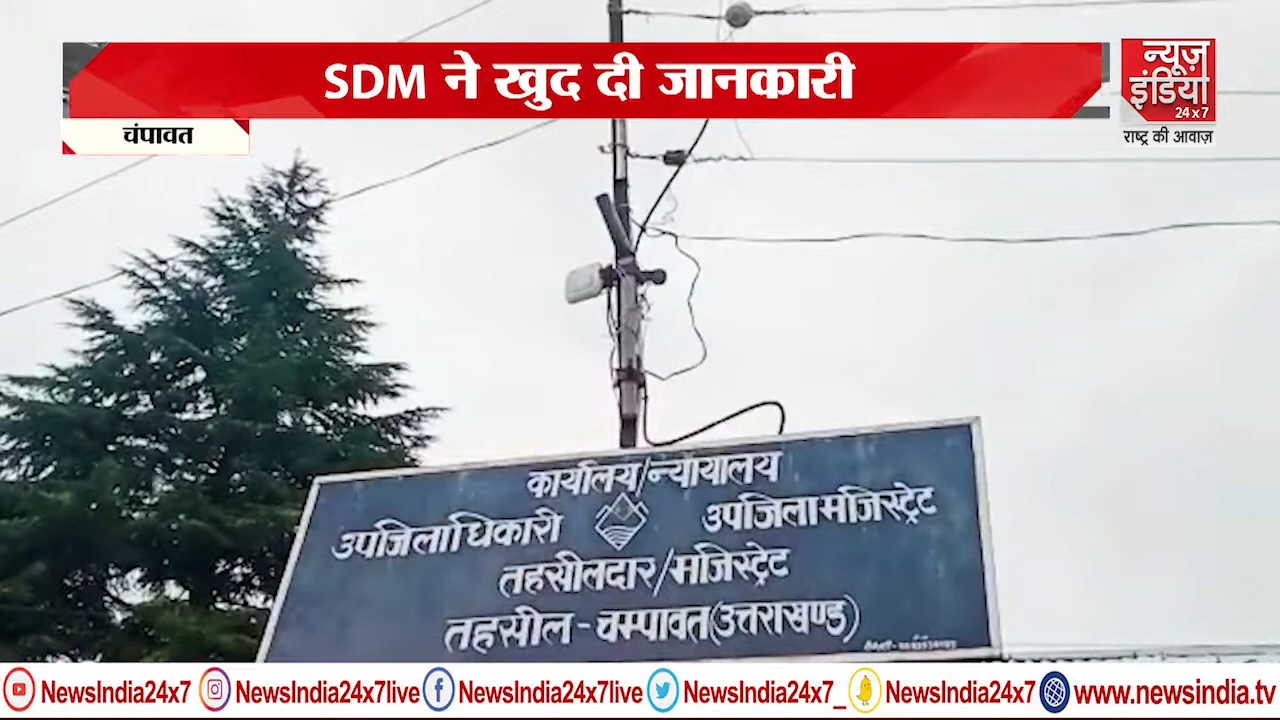 SDM ने खुद दी जानकारी
न्यूज़
इंडिया
24x7
राष्ट्र की आवाज़
चंपावत
कार्यालय/न्यायालय
उपजिलाधिकारी उपजिला मजिस्ट्रेट
तहसीलदार/मजिस्ट्रेट
तहसील-चम्पावत(उत्तराखण्ड)
NewsIndia24x7 NewsIndia24x7live NewsIndia24x7live NewsIndia24x7_ NewsIndia24x7 www.newsindia.tv